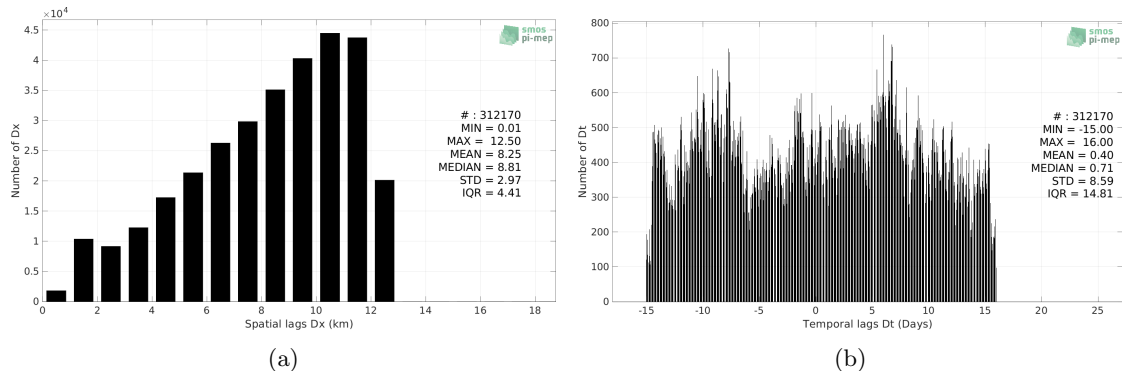 ×10⁴
4.5
4
3.5
3
2.5
2
1.5
1
0.5
0
Number of Dx
0 2 4 6 8 10 12 14 16 18
Spatial lags Dx (km)
smos
pi-mep
# : 312170
MIN = 0.01
MAX = 12.50
MEAN = 8.25
MEDIAN = 8.81
STD = 2.97
IQR = 4.41
(a)
800
700
600
500
400
300
200
100
0
Number of Dt
-15 -10 -5 0 5 10 15 20 25
Temporal lags Dt (Days)
smos
pi-mep
# : 312170
MIN = -15.00
MAX = 16.00
MEAN = 0.40
MEDIAN = 0.71
STD = 8.59
IQR = 14.81
(b)